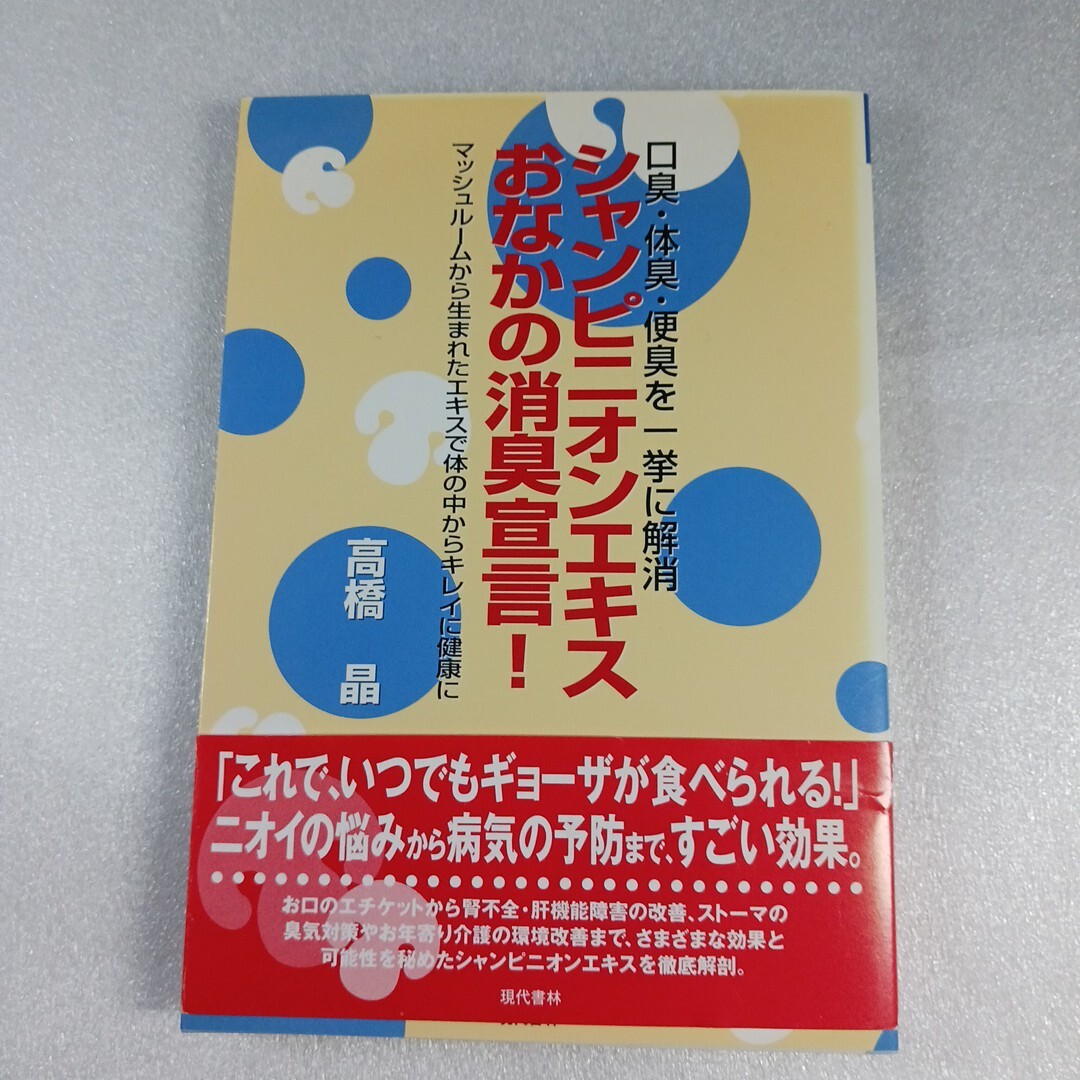 口臭・体臭・便臭を一挙に解消
シャンピニオンエキス
おなかの消臭宣言！
マッシュルームから生まれたエキスで体の中からキレイに健康に
高橋 晶
「これで、いつでもギョーザが食べられる!」
ニオイの悩みから病気の予防まで、すごい効果。
お口のエチケットから腎不全・肝機能障害の改善、ストーマの
臭気対策やお年寄り介護の環境改善まで、さまざまな効果と
可能性を秘めたシャンピニオンエキスを徹底解剖。
現代書林